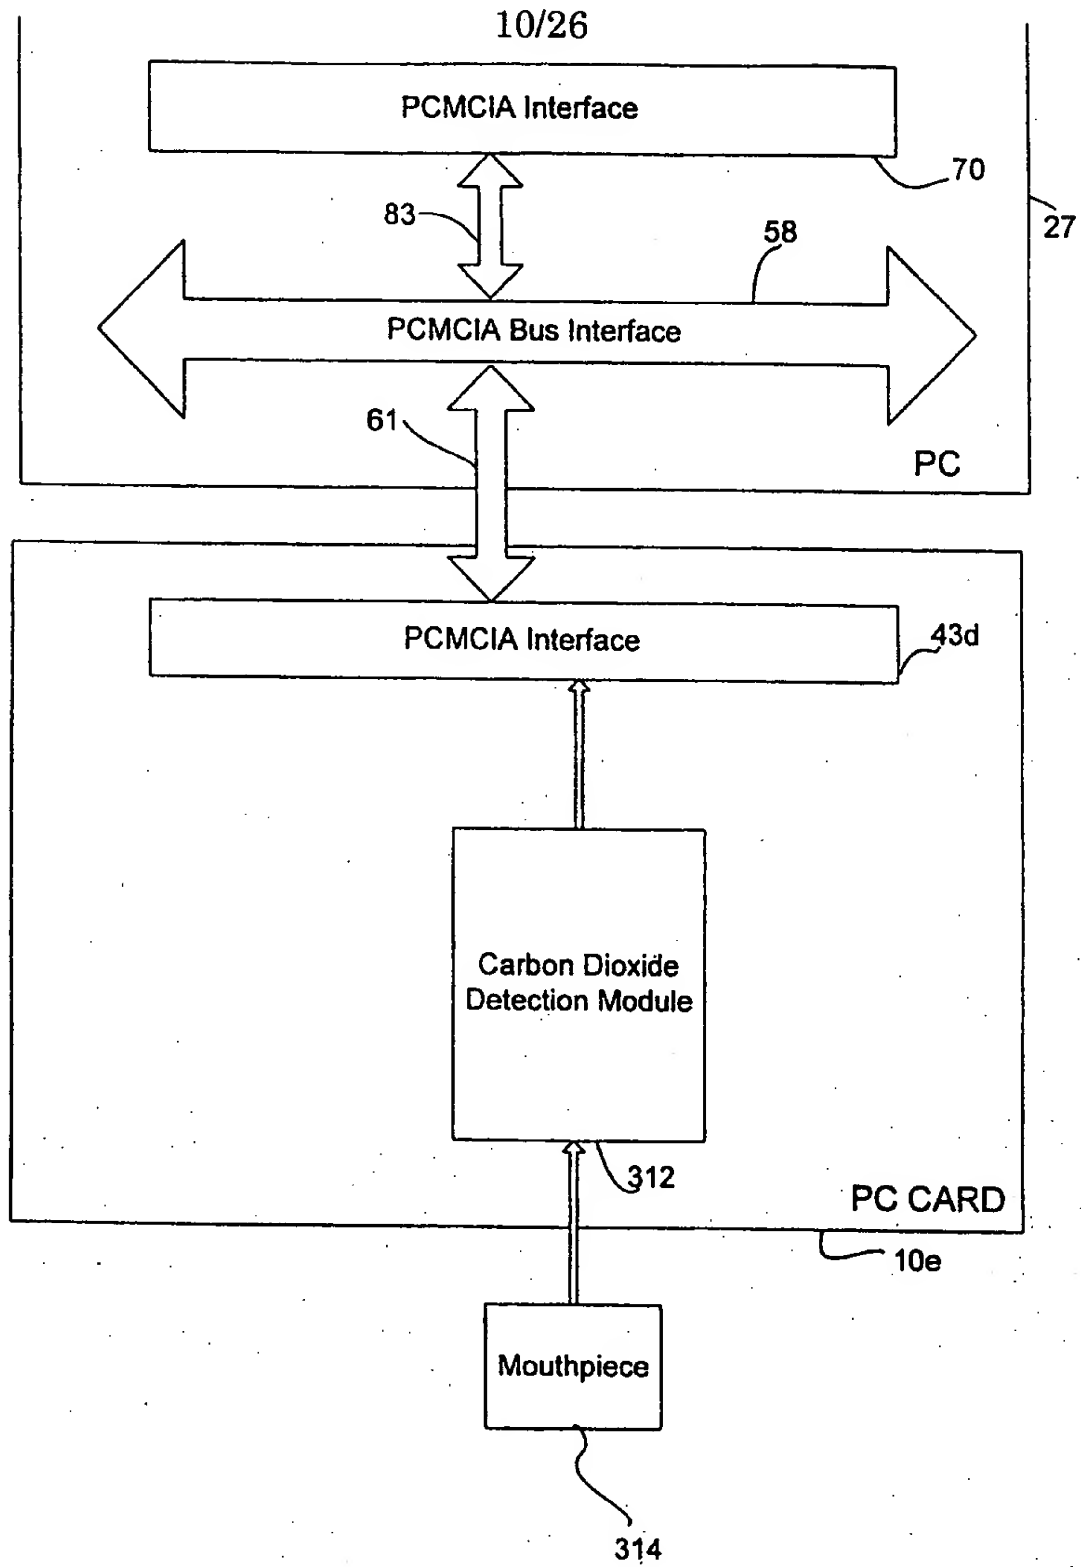 10/26
PCMCIA Interface
70
27
83
58
PCMCIA Bus Interface
61
PC
PCMCIA Interface
43d
Carbon Dioxide
Detection Module
312
PC CARD
10e
Mouthpiece
314